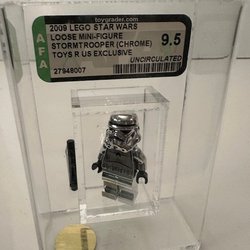 toygrader.com
AFA
2009 LEGO STAR WARS
LOOSE MINI-FIGURE
STORMTROOPER (CHROME)
TOYS R US EXCLUSIVE
27948007
9.5
UNCIRCULATED